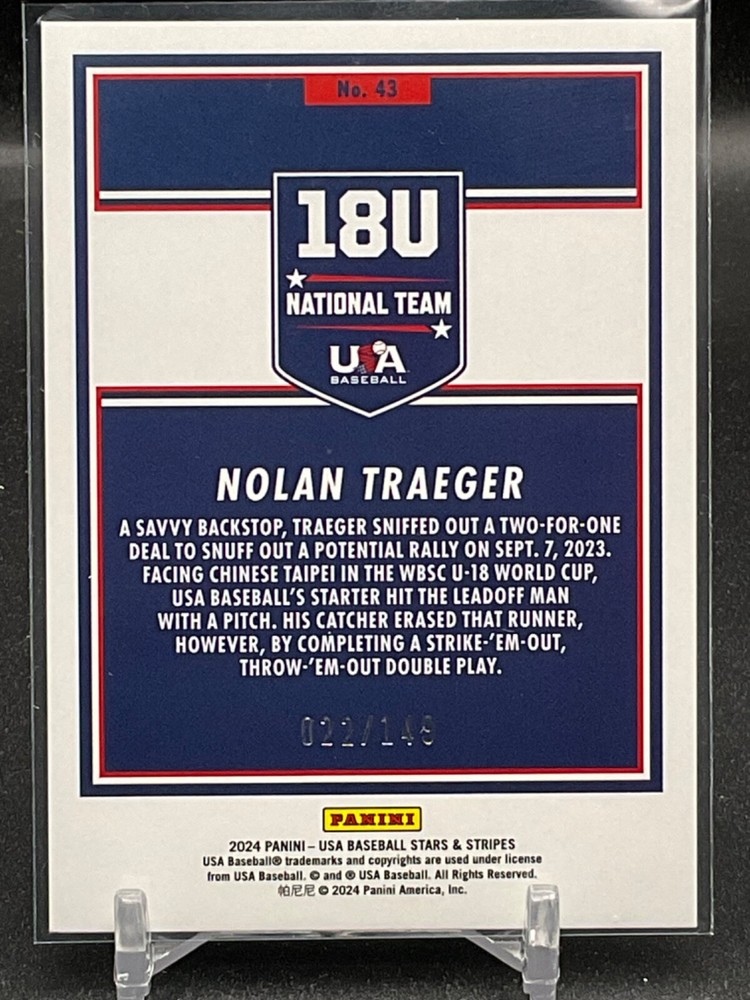 No. 43
18U
NATIONAL TEAM
USA
BASEBALL
NOLAN TRAEGER
A SAVVY BACKSTOP, TRAEGER SNIFFED OUT A TWO-FOR-ONE
DEAL TO SNUFF OUT A POTENTIAL RALLY ON SEPT. 7, 2023.
FACING CHINESE TAIPEI IN THE WBSC U-18 WORLD CUP,
USA BASEBALL'S STARTER HIT THE LEADOFF MAN
WITH A PITCH. HIS CATCHER ERASED THAT RUNNER,
HOWEVER, BY COMPLETING A STRIKE-'EM-OUT,
THROW-'EM-OUT DOUBLE PLAY.
022/149
PANINI
2024 PANINI – USA BASEBALL STARS & STRIPES
USA Baseball® trademarks and copyrights are used under license
from USA Baseball. © and ® USA Baseball. All Rights Reserved.
帕尼尼 © 2024 Panini America, Inc.